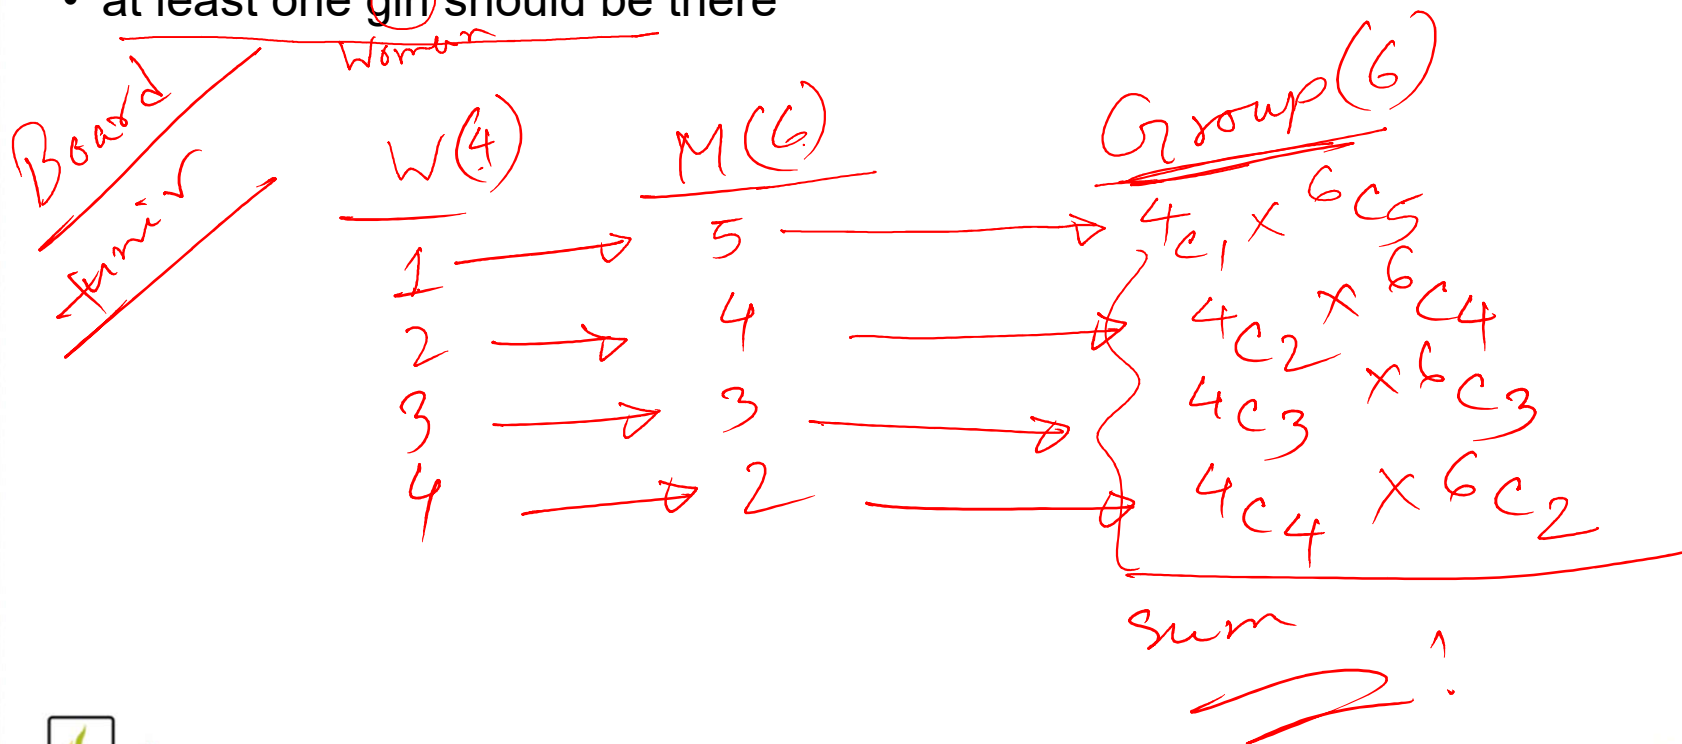 • at least one girl should be there
Women
Board
W(4) M(6) Group(6)
1 → 5 → ⁴C₁ × ⁶C₅
2 → 4 → ⁴C₂ × ⁶C₄
3 → 3 → ⁴C₃ × ⁶C₃
4 → 2 → ⁴C₄ × ⁶C₂
Sum